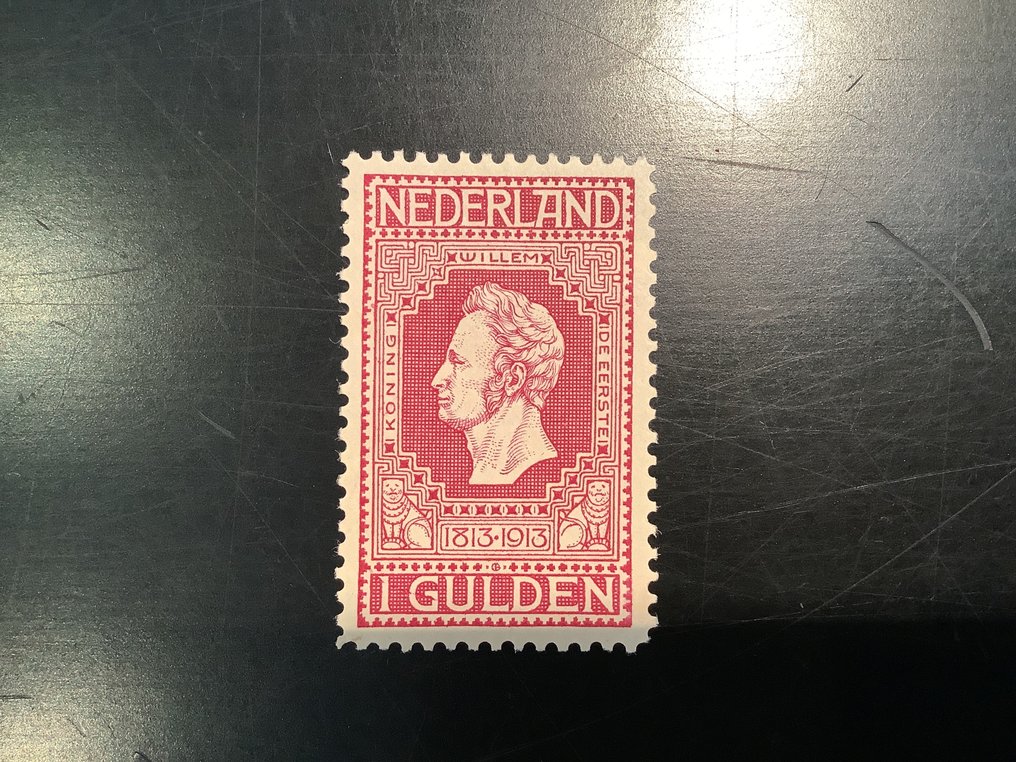 NEDERLAND
WILLEM
KONING
DE EERSTE
1813·1913
1 GULDEN